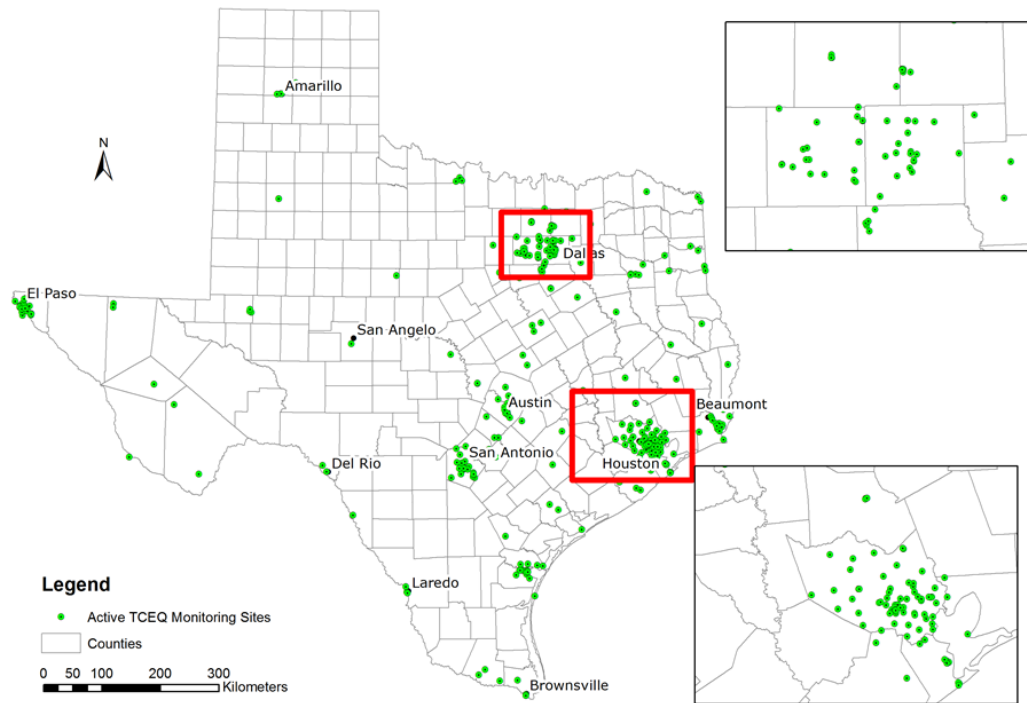 Amarillo
N
Dallas
El Paso
San Angelo
Austin
Beaumont
San Antonio
Houston
Del Rio
Laredo
Legend
Active TCEQ Monitoring Sites
Counties
0 50 100 200 300
Kilometers
Brownsville